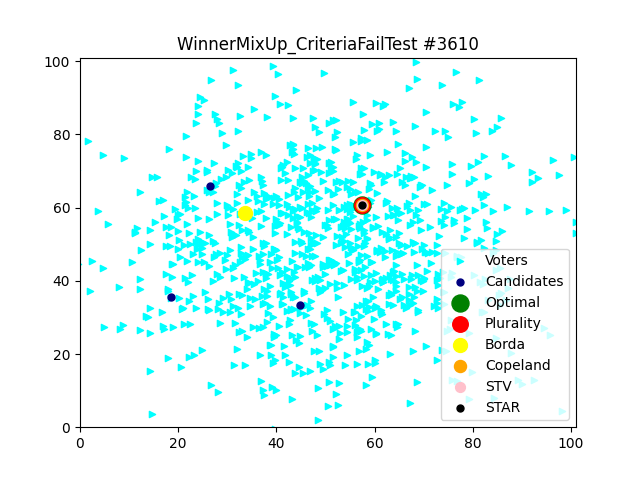 WinnerMixUp_CriteriaFailTest #3610
100
80
60
40
20
0
0 20 40 60 80 100
Voters
Candidates
Optimal
Plurality
Borda
Copeland
STV
STAR